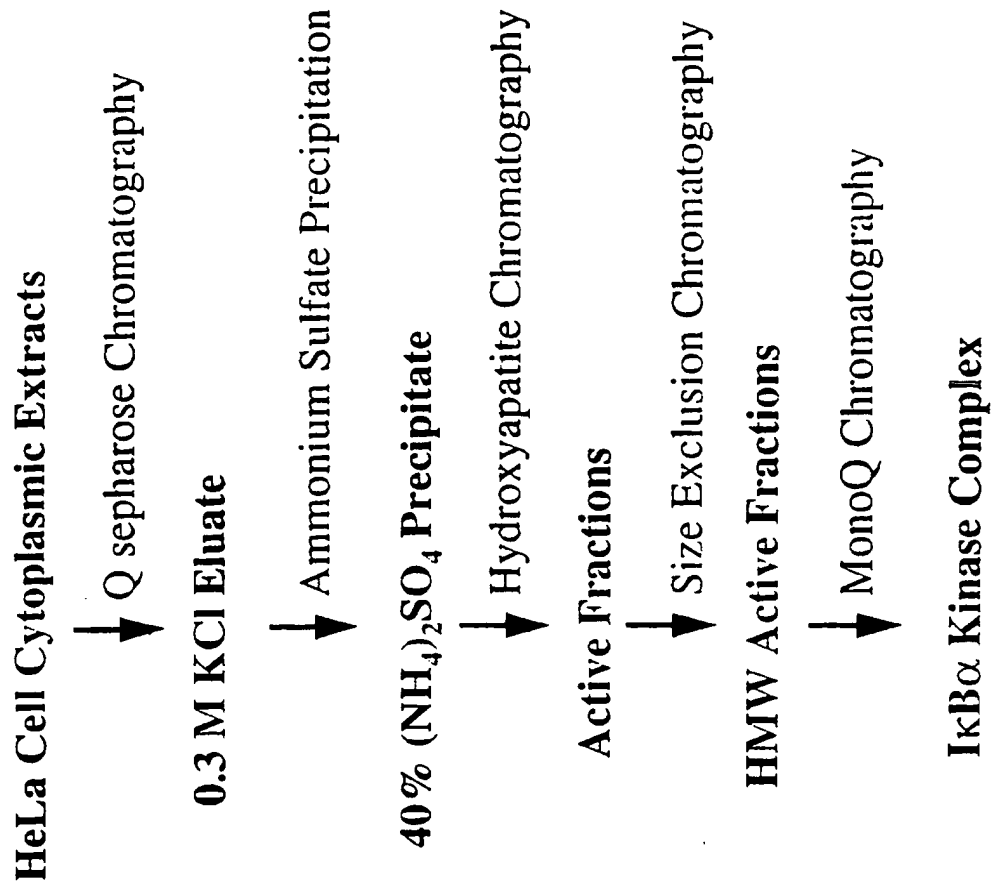 HeLa Cell Cytoplasmic Extracts
Q sepharose Chromatography
0.3 M KCl Eluate
Ammonium Sulfate Precipitation
40% (NH₄)₂SO₄ Precipitate
Hydroxyapatite Chromatography
Active Fractions
Size Exclusion Chromatography
HMW Active Fractions
MonoQ Chromatography
IκBα Kinase Complex